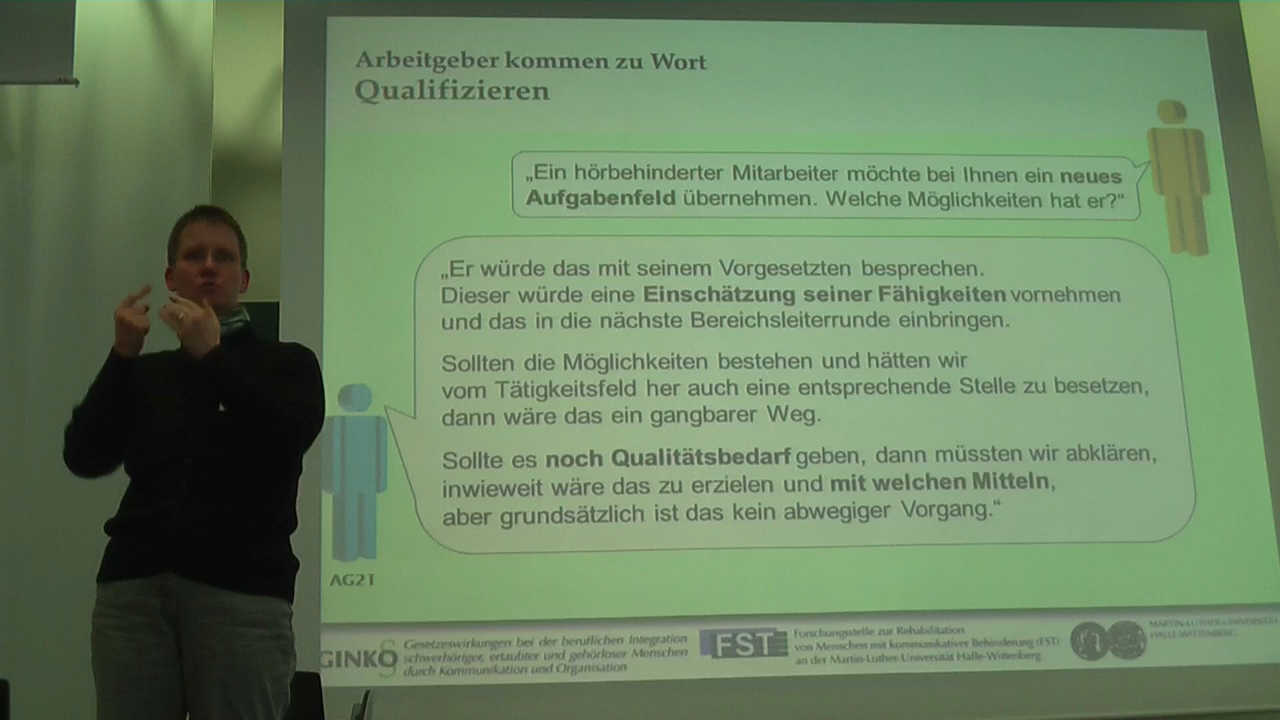 Arbeitgeber kommen zu Wort
Qualifizieren
„Ein hörbehinderter Mitarbeiter möchte bei Ihnen ein neues
Aufgabenfeld übernehmen. Welche Möglichkeiten hat er?“
„Er würde das mit seinem Vorgesetzten besprechen.
Dieser würde eine Einschätzung seiner Fähigkeiten vornehmen
und das in die nächste Bereichsleiterrunde einbringen.
Sollten die Möglichkeiten bestehen und hätten wir
vom Tätigkeitsfeld her auch eine entsprechende Stelle zu besetzen,
dann wäre das ein gangbarer Weg.
Sollte es noch Qualitätsbedarf geben, dann müssten wir abklären,
inwieweit wäre das zu erzielen und mit welchen Mitteln,
aber grundsätzlich ist das kein abwegiger Vorgang.“
AG21
GINKO
Gesetzeswirkungen bei der beruflichen Integration
schwerhöriger, ertaubter und gehörloser Menschen
durch Kommunikation und Organisation
FST
Forschungsstelle zur Rehabilitation
von Menschen mit kommunikativer Behinderung (FST)
an der Martin-Luther-Universität Halle-Wittenberg
MARTIN-LUTHER-UNIVERSITÄT
HALLE-WITTENBERG